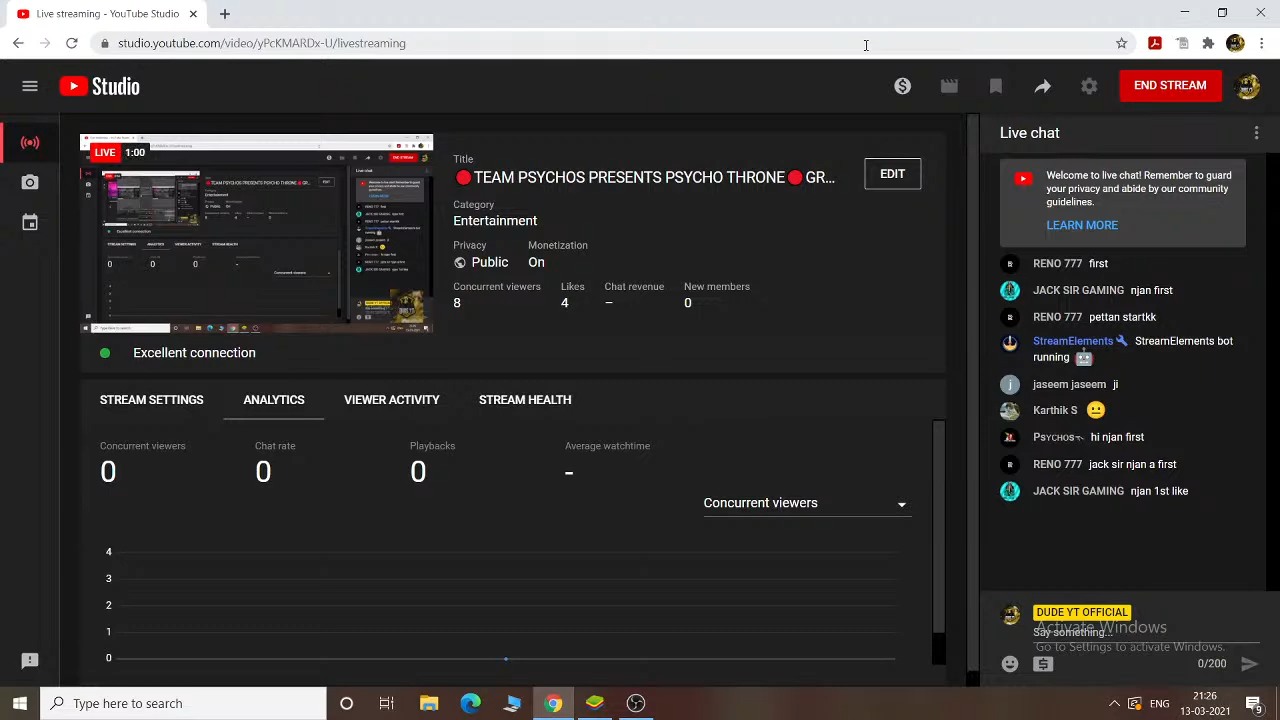 Live streaming - YouTube Studio
studio.youtube.com/video/yPcKMARDx-U/livestreaming
Studio
END STREAM
LIVE 1:00
Title
🔴TEAM PSYCHOS PRESENTS PSYCHO THRONE🔴GR...
EDIT
Category
Entertainment
Privacy Monetization
Public On
Concurrent viewers Likes Chat revenue New members
8 4 – 0
Excellent connection
STREAM SETTINGS ANALYTICS VIEWER ACTIVITY STREAM HEALTH
Concurrent viewers Chat rate Playbacks Average watchtime
0 0 0 -
Concurrent viewers
4
3
2
1
0
Live chat
Welcome to live chat! Remember to guard
your privacy and abide by our community
guidelines.
LEARN MORE
RENO 777 first
JACK SIR GAMING njan first
RENO 777 pettan startkk
StreamElements StreamElements bot
running 🤖
jaseem jaseem ji
Karthik S 😐
Psychos hi njan first
RENO 777 jack sir njan a first
JACK SIR GAMING njan 1st like
DUDE YT OFFICIAL
Say something...
Activate Windows
Go to Settings to activate Windows.
0/200
Type here to search
ENG
21:26
13-03-2021
9